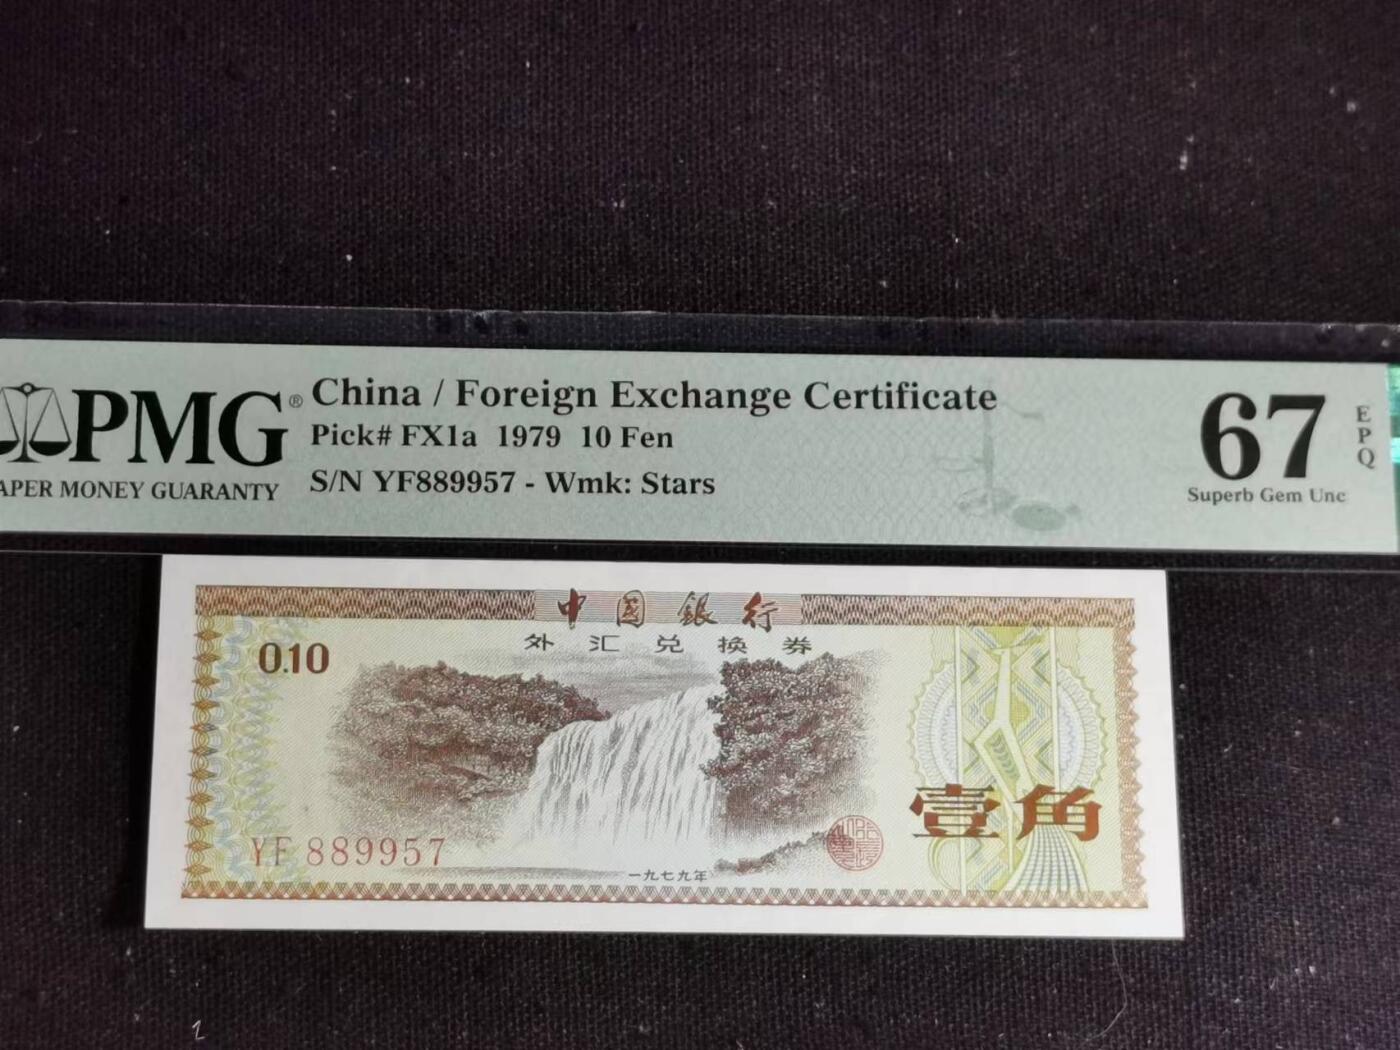 PMG®
APER MONEY GUARANTY
China / Foreign Exchange Certificate
Pick# FX1a 1979 10 Fen
S/N YF889957 - Wmk: Stars
67
EPQ
Superb Gem Unc
中国銀行
外汇兑换券
0.10
壹角
YF 889957
一九七九年